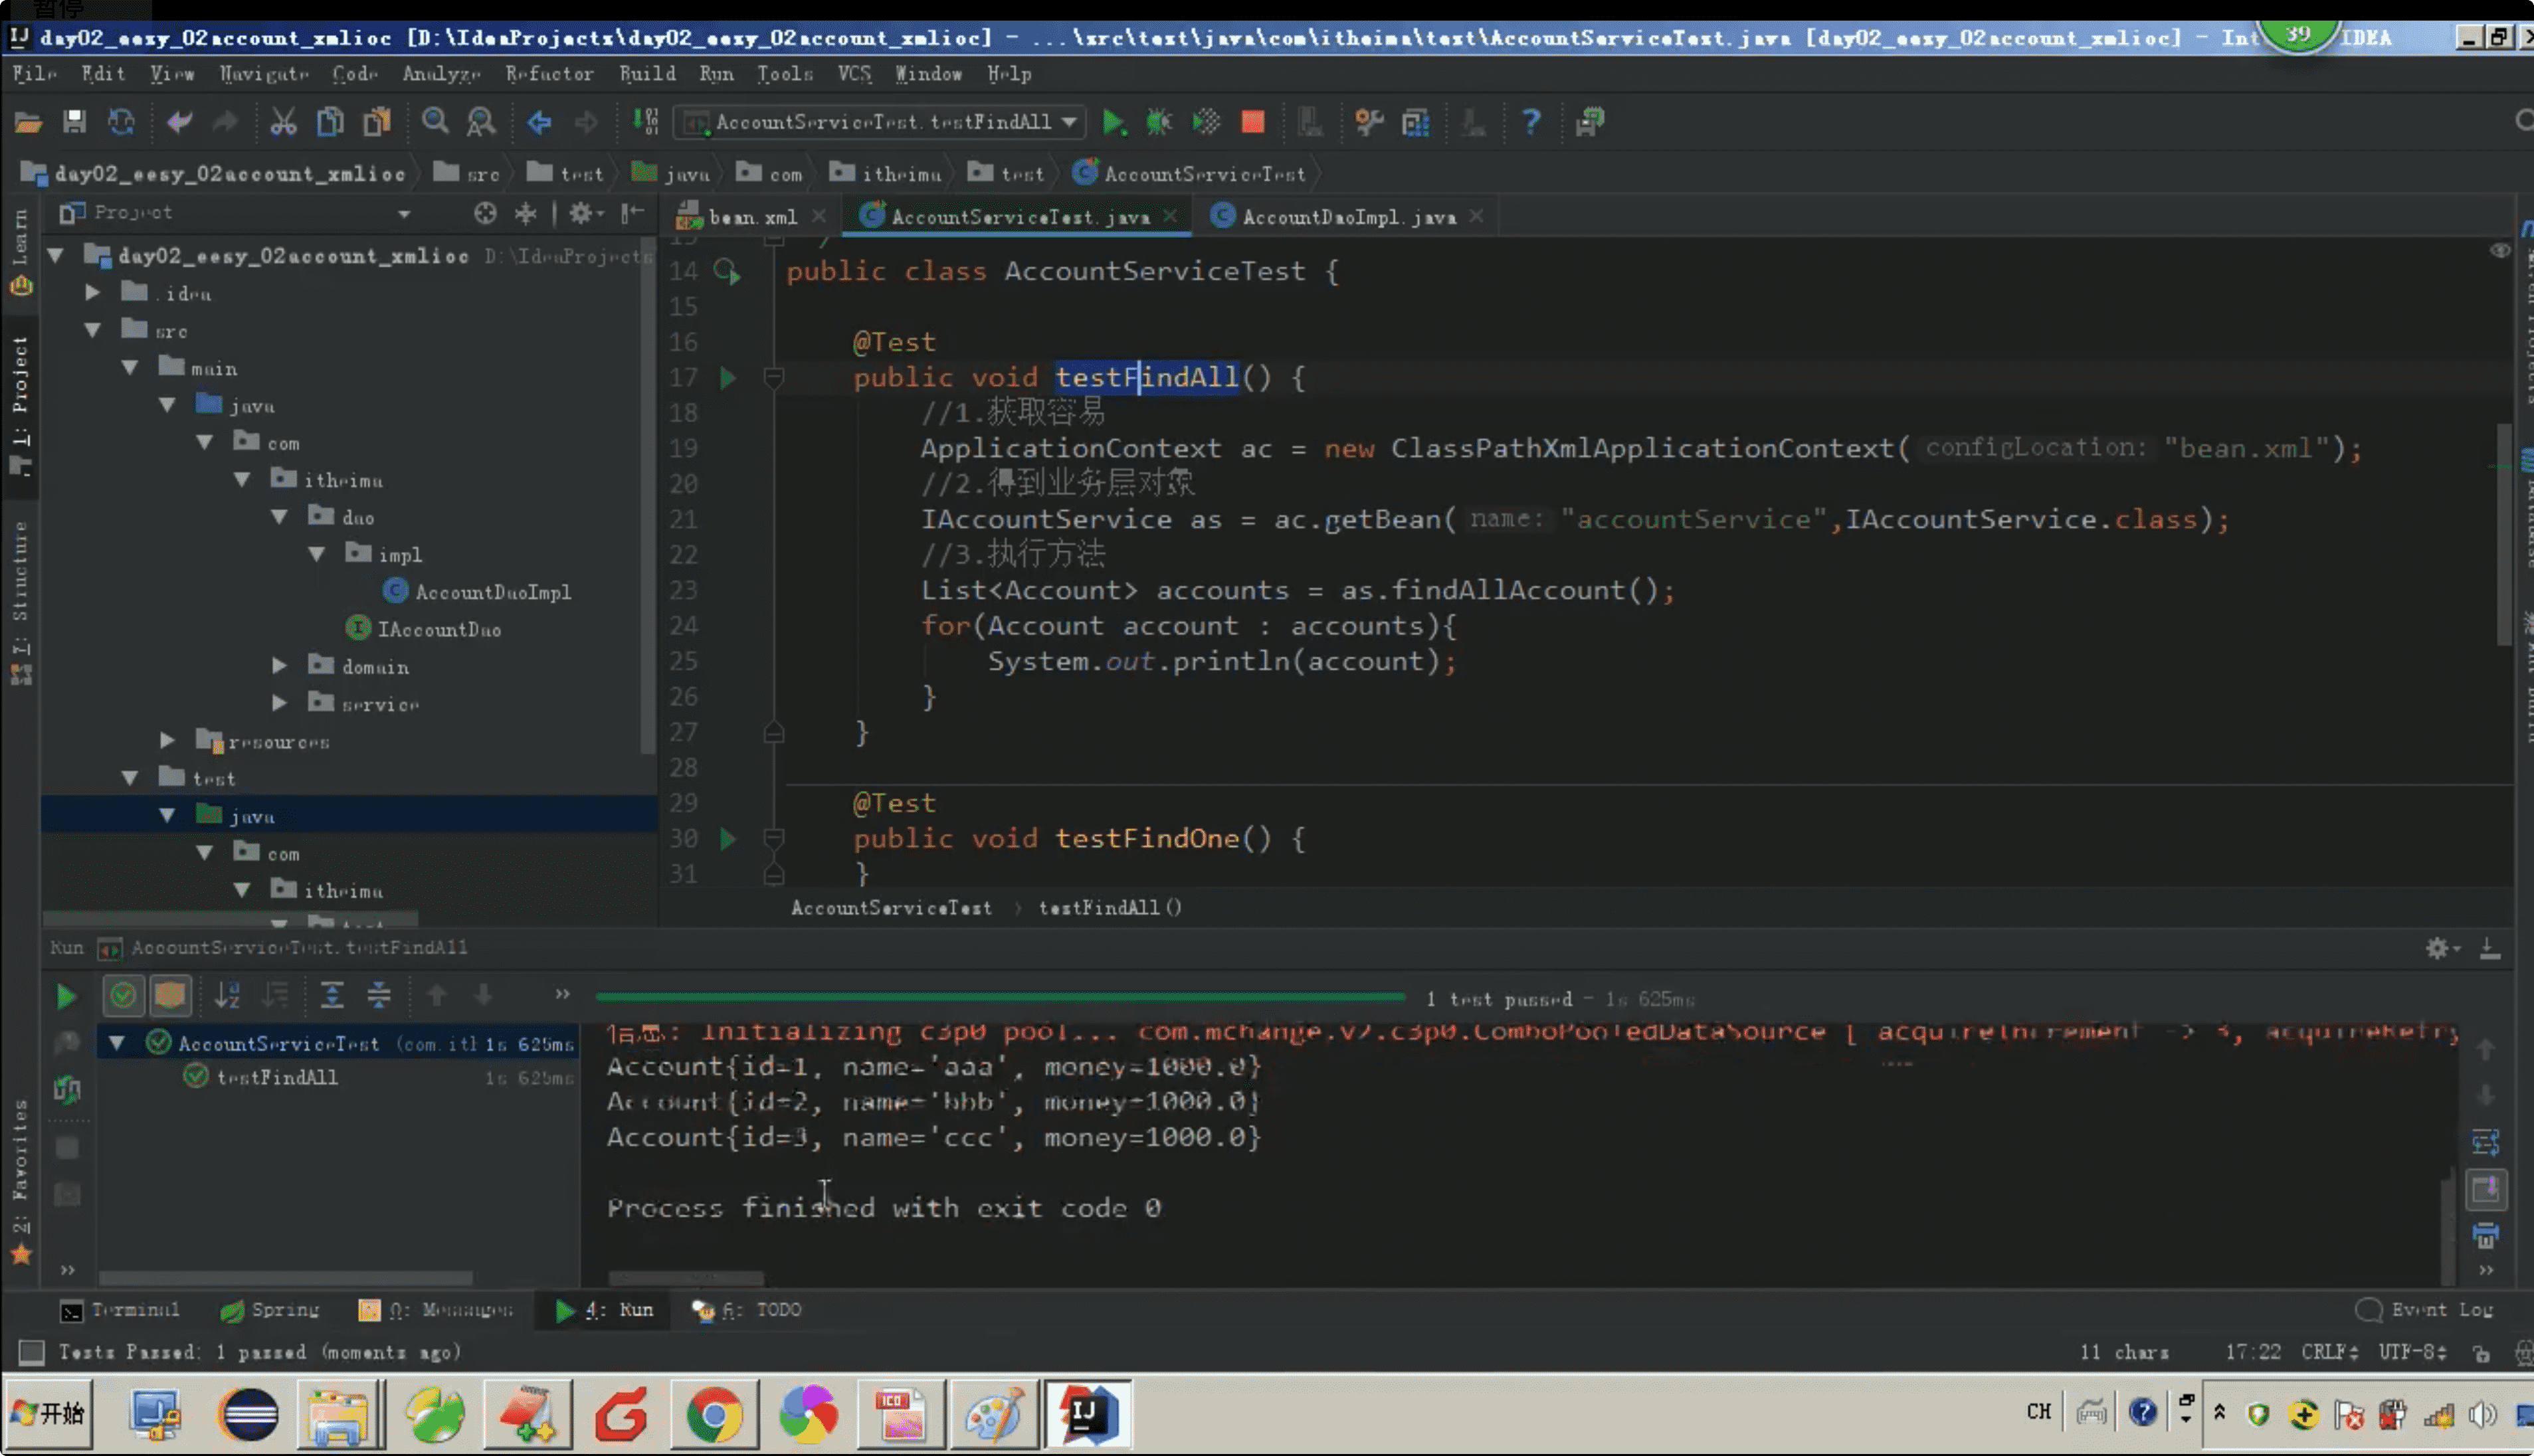 暂停
day02_eesy_02account_xmlioc [D:\IdeaProjects\day02_eesy_02account_xmlioc] - ...\src\test\java\com\itheima\test\AccountServiceTest.java [day02_eesy_02account_xmlioc] - Int
39
IDEA
File Edit View Navigate Code Analyze Refactor Build Run Tools VCS Window Help
AccountServiceTest.testFindAll
day02_eesy_02account_xmlioc src test java com itheima test AccountServiceTest
Learn
1: Project
7: Structure
2: Favorites
Project
day02_eesy_02account_xmlioc D:\IdeaProjects
.idea
src
main
java
com
itheima
dao
impl
AccountDaoImpl
IAccountDao
domain
service
resources
test
java
com
itheima
test
bean.xml AccountServiceTest.java AccountDaoImpl.java
14 public class AccountServiceTest {
15
16 @Test
17 public void testFindAll() {
18 //1.获取容易
19 ApplicationContext ac = new ClassPathXmlApplicationContext( configLocation: "bean.xml");
20 //2.得到业务层对象
21 IAccountService as = ac.getBean( name: "accountService",IAccountService.class);
22 //3.执行方法
23 List<Account> accounts = as.findAllAccount();
24 for(Account account : accounts){
25 System.out.println(account);
26 }
27 }
28
29 @Test
30 public void testFindOne() {
31 }
AccountServiceTest › testFindAll()
Run AccountServiceTest.testFindAll
1 test passed - 1s 625ms
AccountServiceTest (com.itl 1s 625ms
testFindAll 1s 625ms
信息: Initializing c3p0 pool... com.mchange.v2.c3p0.ComboPooledDataSource [ acquireIncrement -> 3, acquireRetry
Account{id=1, name='aaa', money=1000.0}
Account{id=2, name='bbb', money=1000.0}
Account{id=3, name='ccc', money=1000.0}
Process finished with exit code 0
Terminal Spring 0: Messages 4: Run 6: TODO
Event Log
Tests Passed: 1 passed (moments ago)
11 chars 17:22 CRLF UTF-8
开始
ICO
IJ
CH